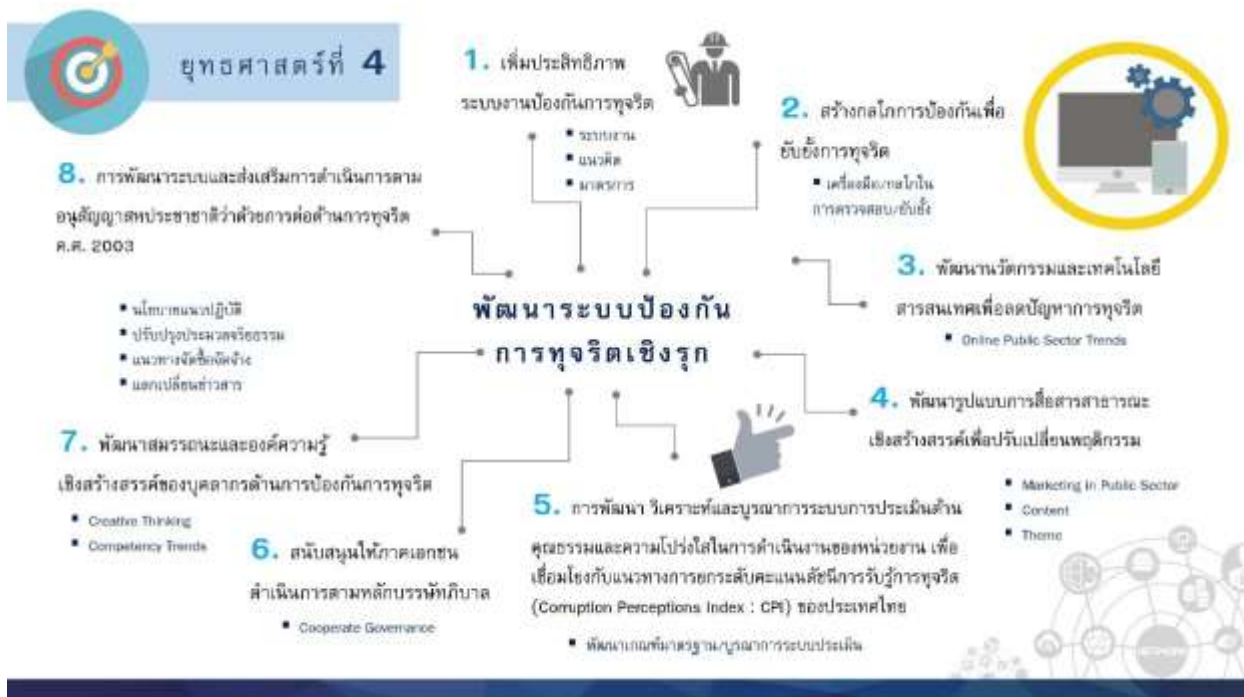 ยุทธศาสตร์ที่ 4
1. เพิ่มประสิทธิภาพ
ระบบงานป้องกันการทุจริต
▪ ระบบงาน
▪ แนวคิด
▪ มาตรการ
2. สร้างกลไกการป้องกันเพื่อ
ยับยั้งการทุจริต
▪ เครื่องมือ/กลไกใน
การตรวจสอบ/ยับยั้ง
3. พัฒนานวัตกรรมและเทคโนโลยี
สารสนเทศเพื่อลดปัญหาการทุจริต
▪ Online Public Sector Trends
4. พัฒนารูปแบบการสื่อสารสาธารณะ
เชิงสร้างสรรค์เพื่อปรับเปลี่ยนพฤติกรรม
▪ Marketing in Public Sector
▪ Content
▪ Theme
5. การพัฒนา วิเคราะห์และบูรณาการระบบการประเมินด้าน
คุณธรรมและความโปร่งใสในการดำเนินงานของหน่วยงาน เพื่อ
เชื่อมโยงกับแนวทางการยกระดับคะแนนดัชนีการรับรู้การทุจริต
(Corruption Perceptions Index : CPI) ของประเทศไทย
▪ พัฒนาเกณฑ์มาตรฐาน/บูรณาการระบบประเมิน
6. สนับสนุนให้ภาคเอกชน
ดำเนินการตามหลักบรรษัทภิบาล
▪ Cooperate Governance
7. พัฒนาสมรรถนะและองค์ความรู้
เชิงสร้างสรรค์ของบุคลากรด้านการป้องกันการทุจริต
▪ Creative Thinking
▪ Competency Trends
8. การพัฒนาระบบและส่งเสริมการดำเนินการตาม
อนุสัญญาสหประชาชาติว่าด้วยการต่อต้านการทุจริต
ค.ศ. 2003
▪ นโยบายแนวปฏิบัติ
▪ ปรับปรุงประมวลจริยธรรม
▪ แนวทางจัดซื้อจัดจ้าง
▪ แลกเปลี่ยนข่าวสาร
พัฒนาระบบป้องกัน
การทุจริตเชิงรุก